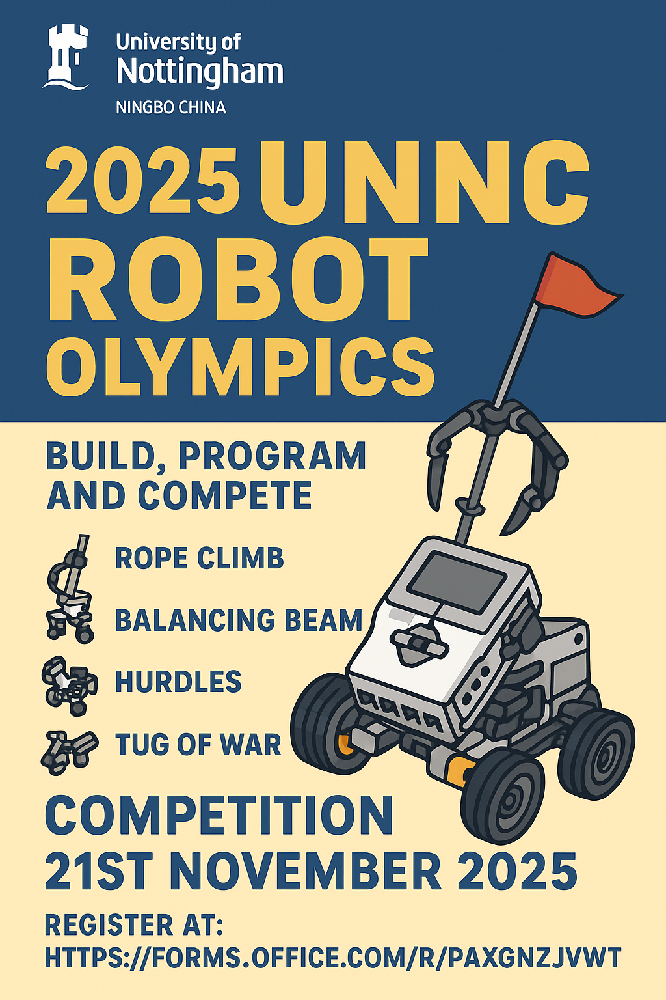 University of
Nottingham
NINGBO CHINA
2025 UNNC
ROBOT
OLYMPICS
BUILD, PROGRAM
AND COMPETE
ROPE CLIMB
BALANCING BEAM
HURDLES
TUG OF WAR
COMPETITION
21ST NOVEMBER 2025
REGISTER AT:
HTTPS://FORMS.OFFICE.COM/R/PAXGNZJVWT